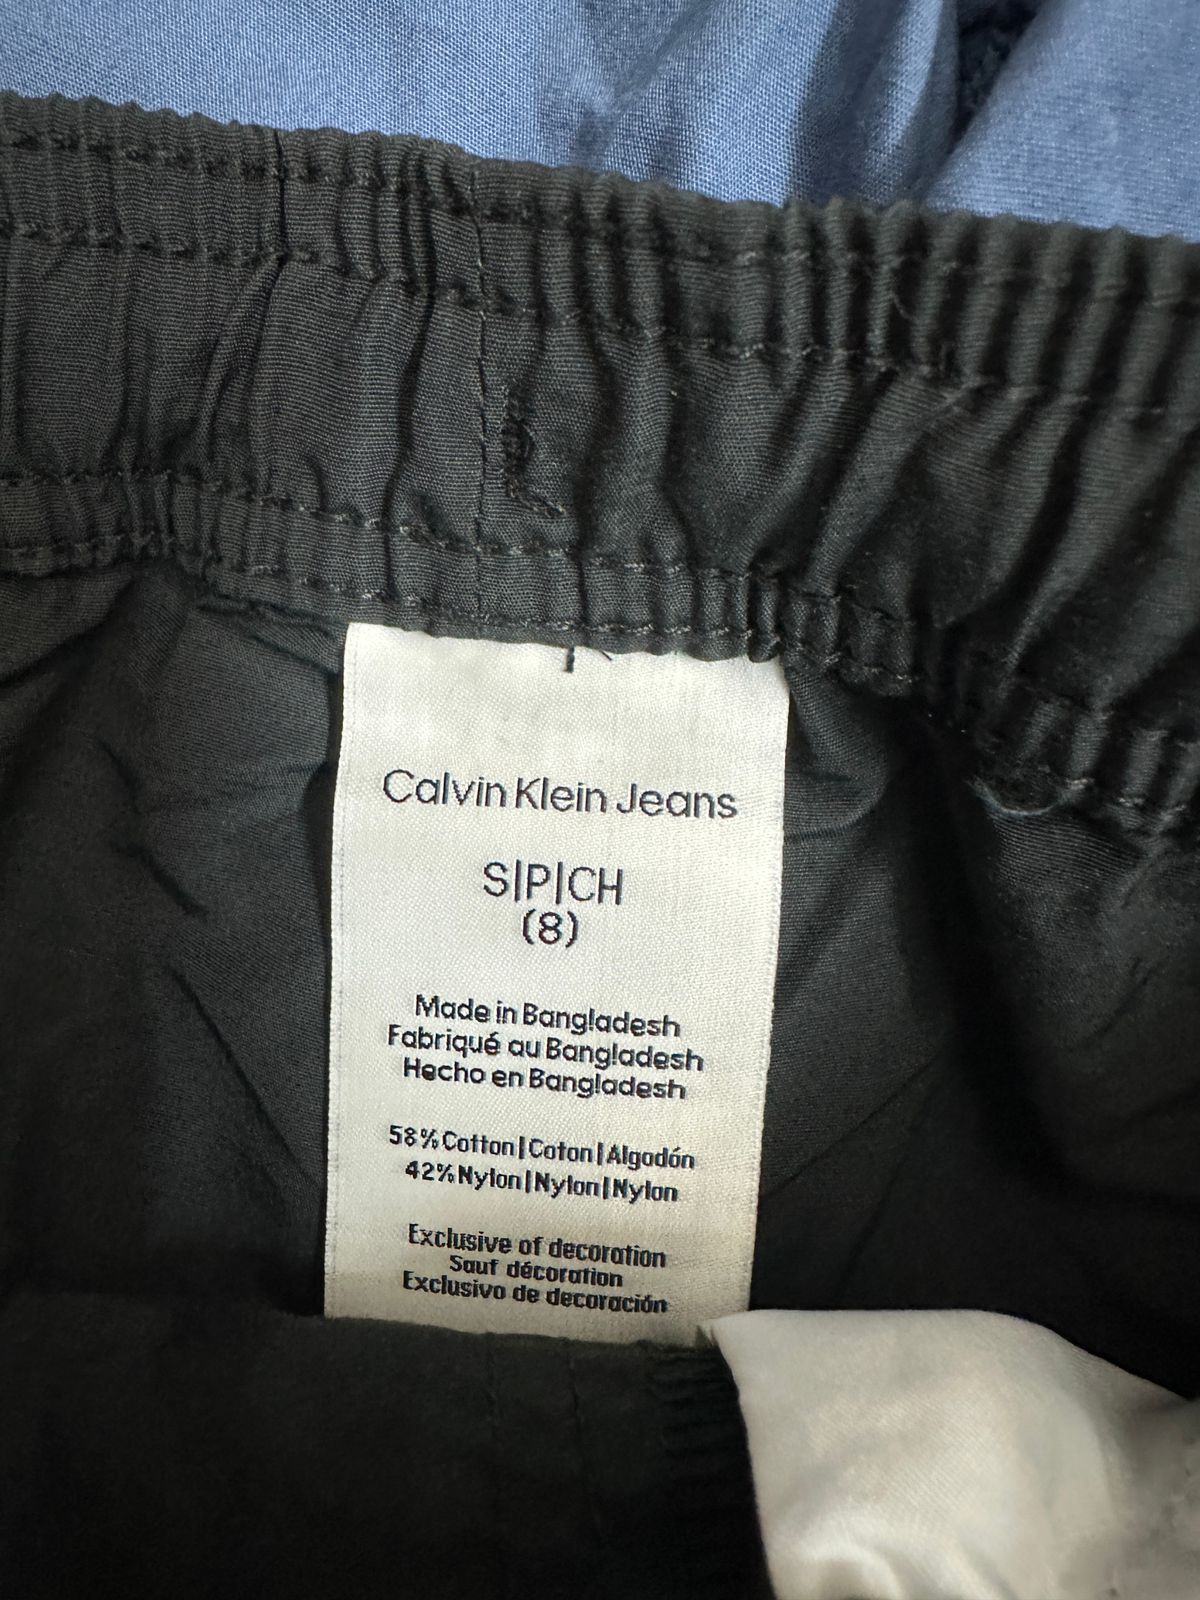 Calvin Klein Jeans
S|P|CH
(8)
Made in Bangladesh
Fabriqué au Bangladesh
Hecho en Bangladesh
58% Cotton|Coton|Algodón
42% Nylon|Nylon|Nylon
Exclusive of decoration
Sauf décoration
Exclusivo de decoración